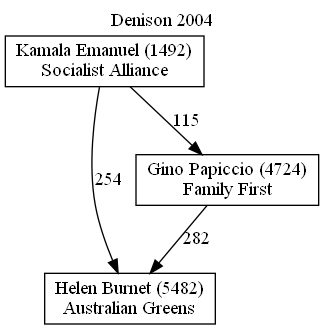 Denison 2004
Kamala Emanuel (1492)
Socialist Alliance
115
Gino Papiccio (4724)
Family First
254
282
Helen Burnet (5482)
Australian Greens